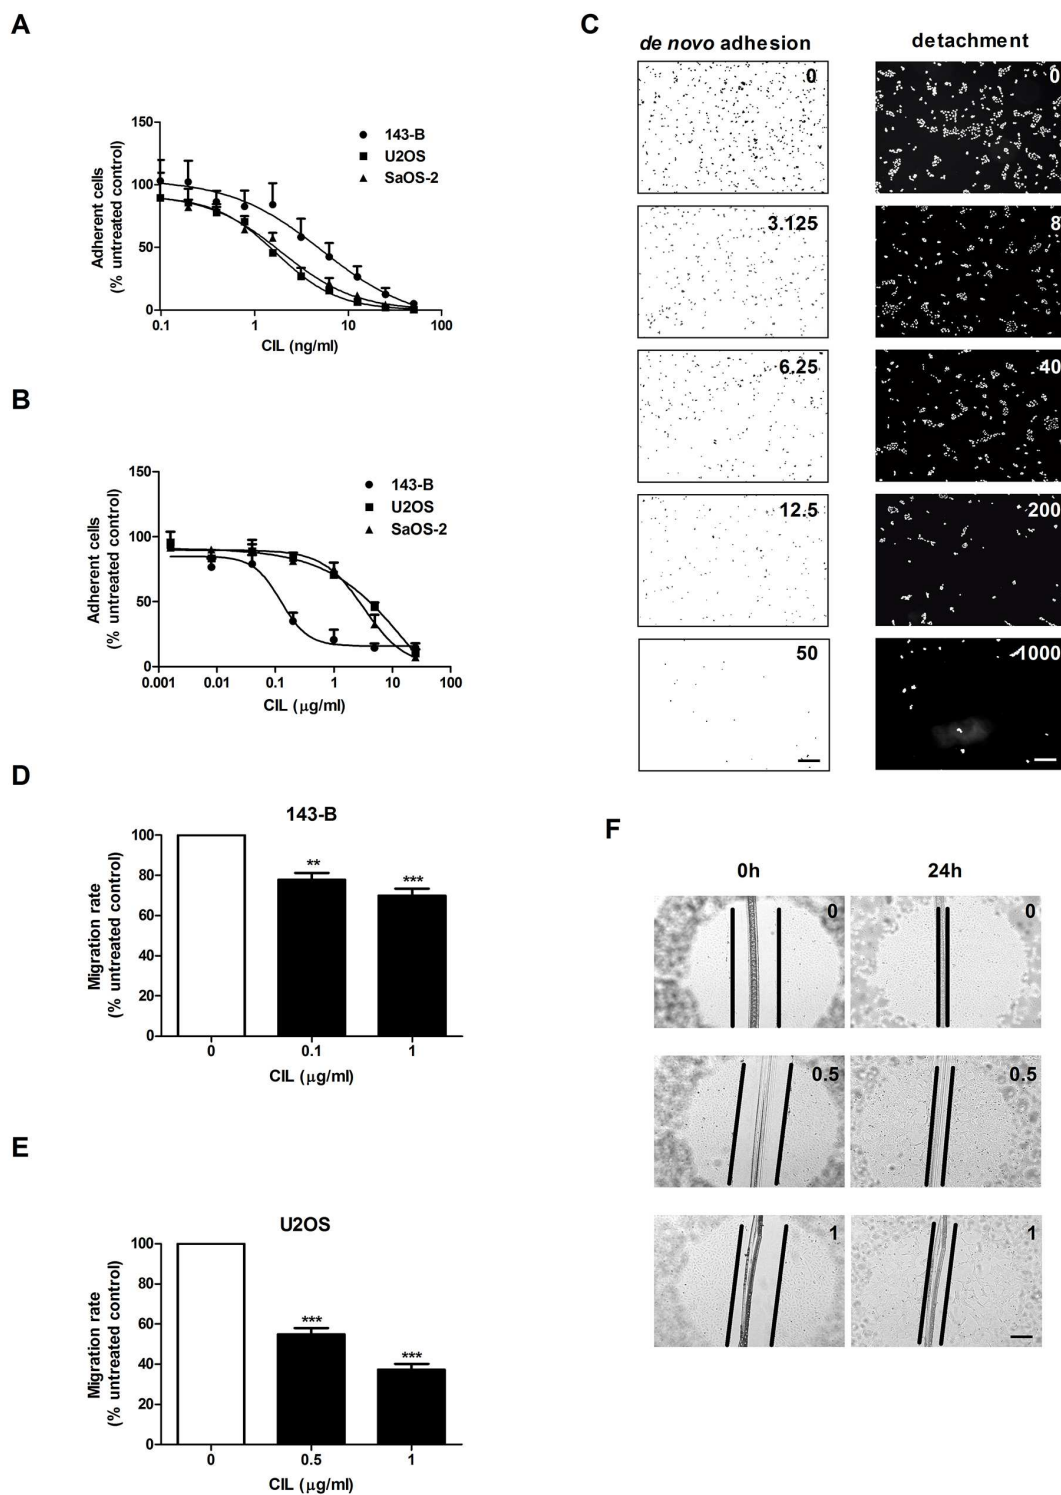 A
150
100
50
0
Adherent cells
(% untreated control)
143-B
U2OS
SaOS-2
0.1 1 10 100
CIL (ng/ml)
B
150
100
50
0
Adherent cells
(% untreated control)
143-B
U2OS
SaOS-2
0.001 0.01 0.1 1 10 100
CIL (μg/ml)
C
de novo adhesion detachment
0 0
3.125 8
6.25 40
12.5 200
50 1000
D
143-B
100
80
60
40
20
0
Migration rate
(% untreated control)
** ***
0 0.1 1
CIL (μg/ml)
E
U2OS
100
80
60
40
20
0
Migration rate
(% untreated control)
*** ***
0 0.5 1
CIL (μg/ml)
F
0h 24h
0 0
0.5 0.5
1 1